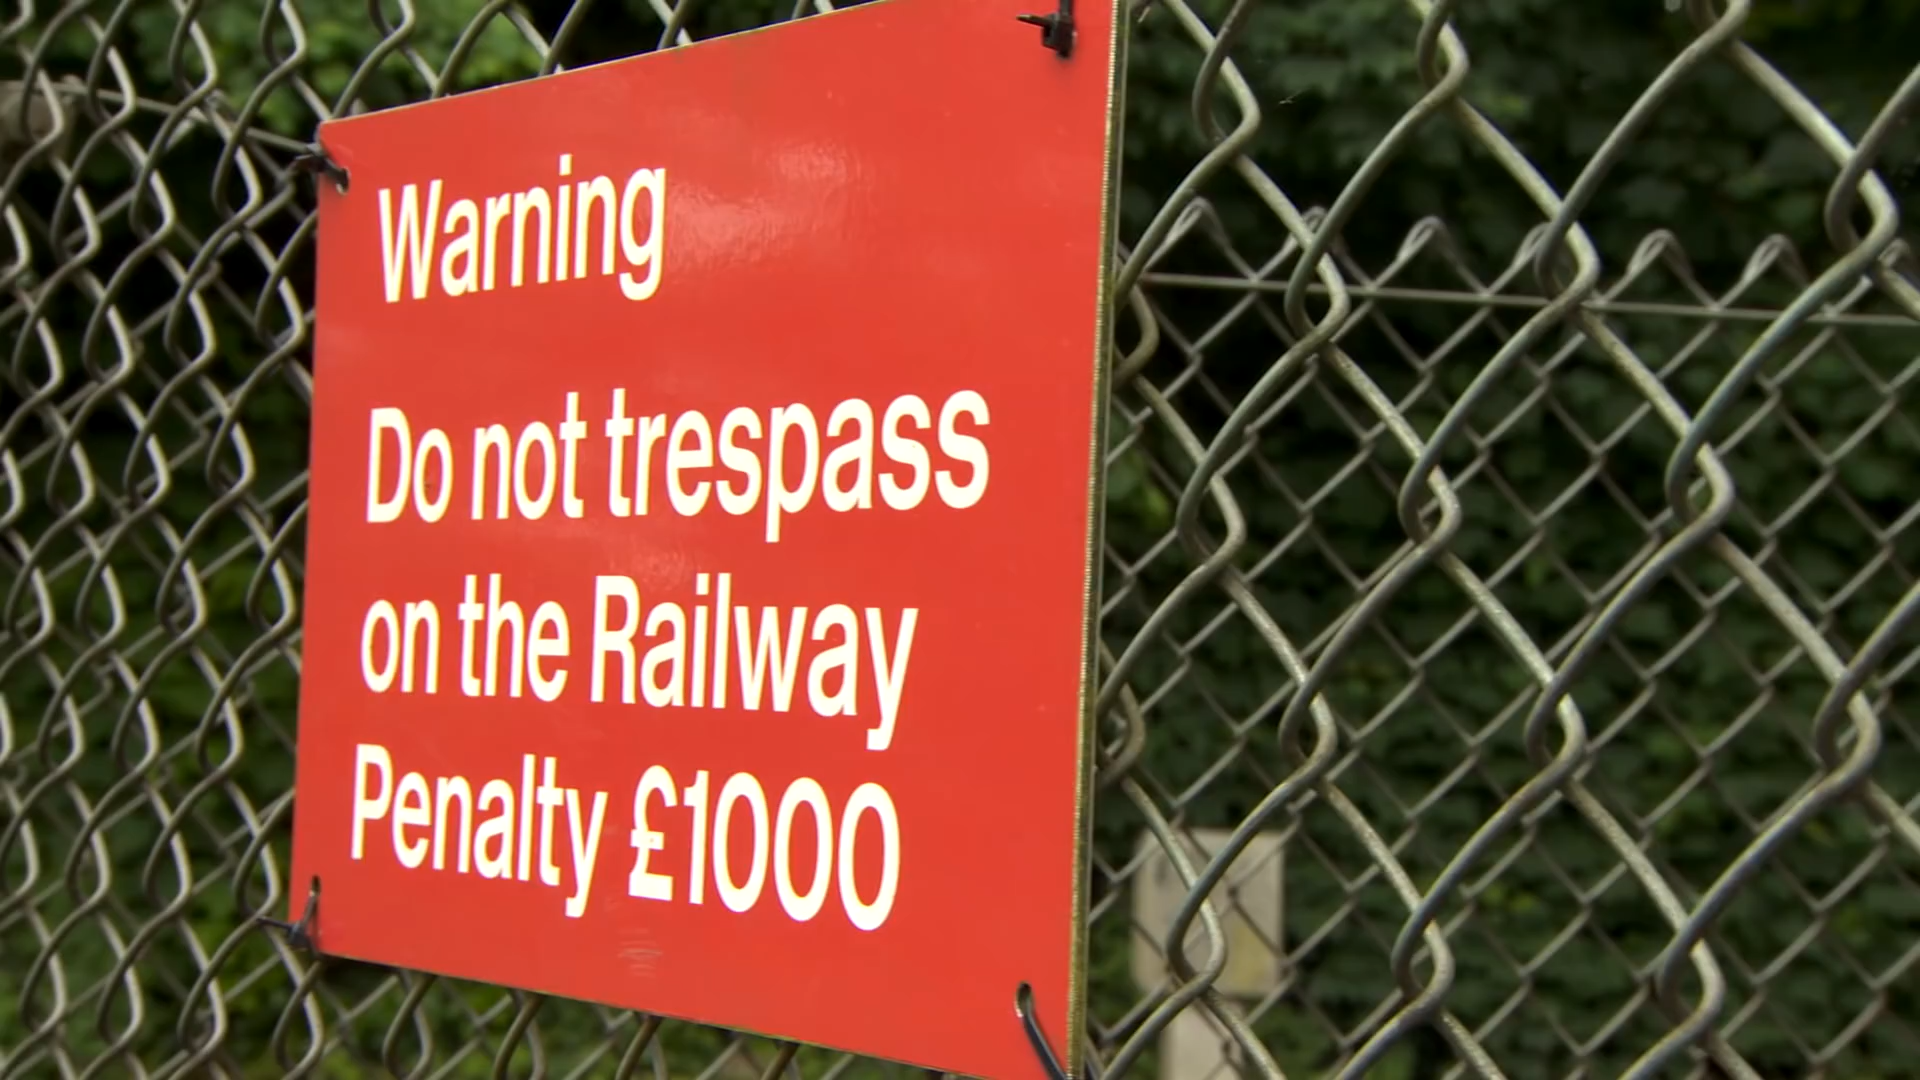 Warning
Do not trespass
on the Railway
Penalty £1000